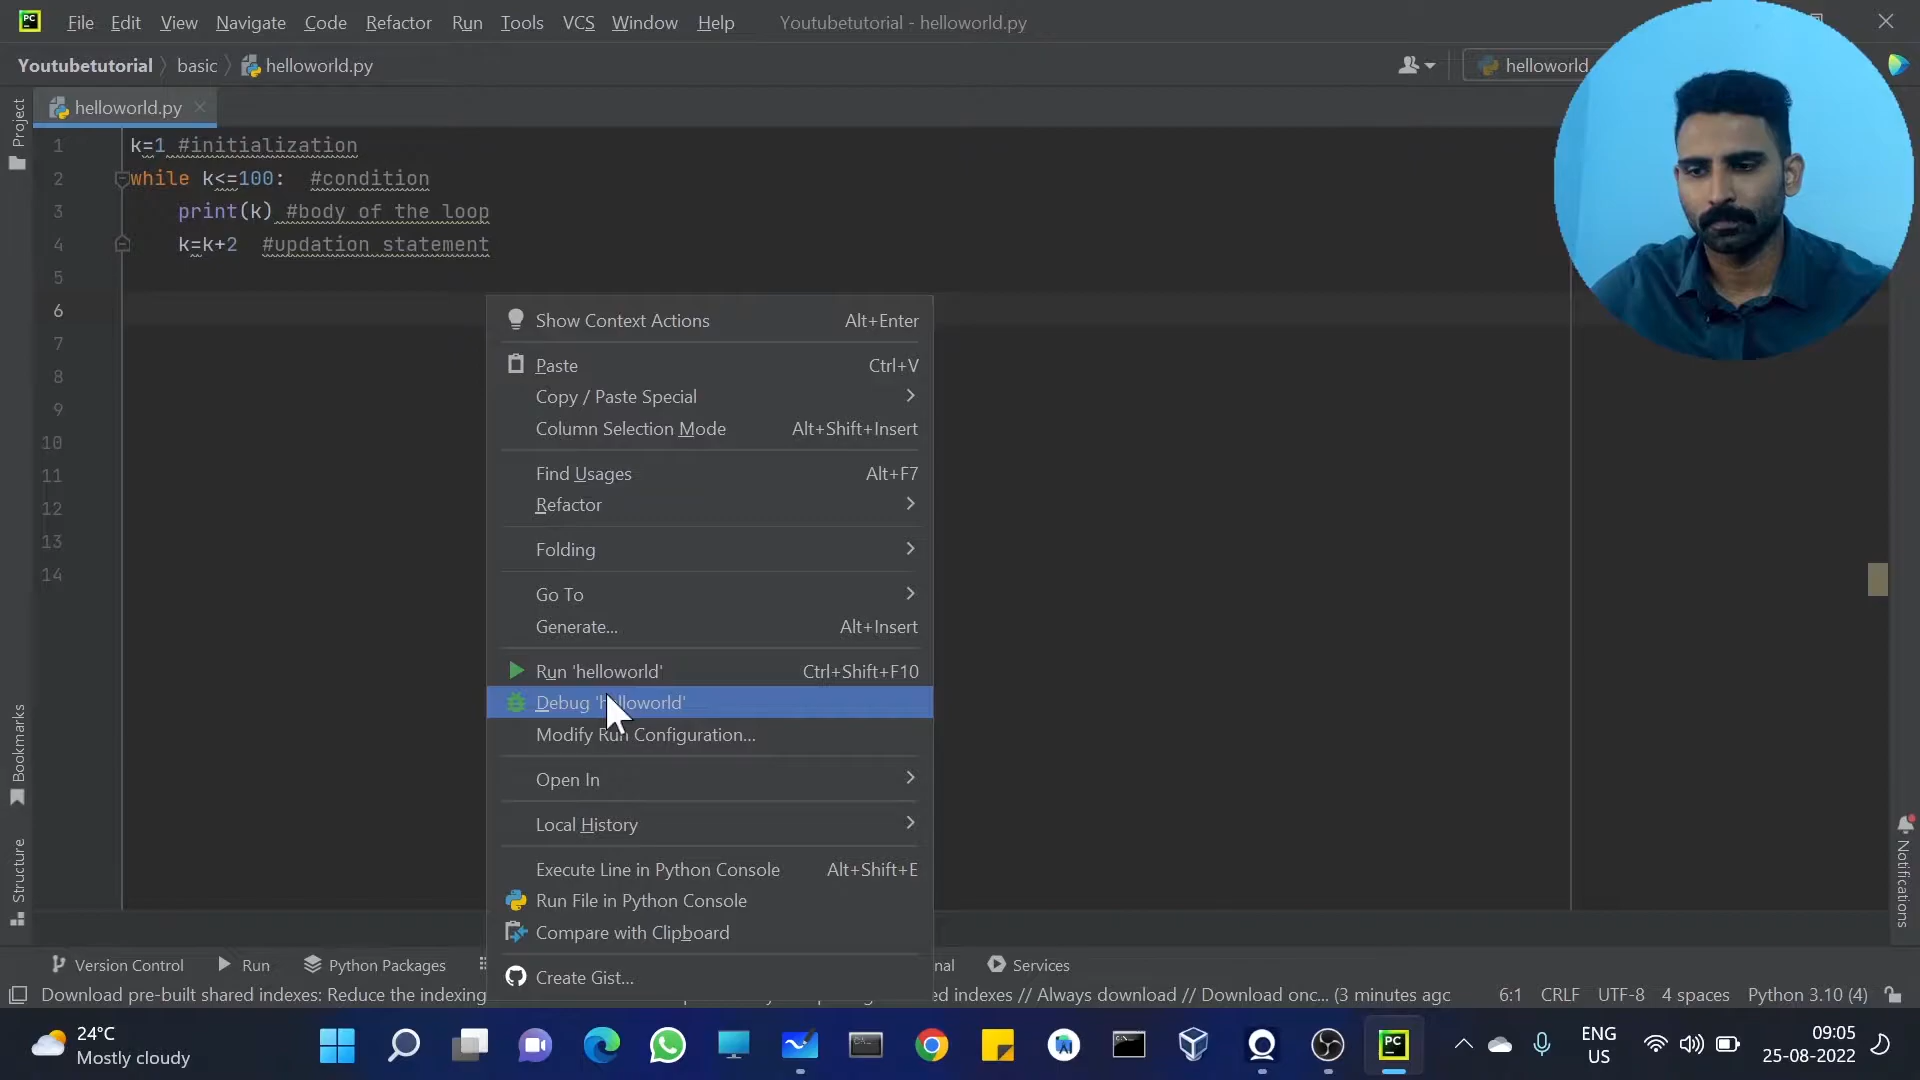 PC File Edit View Navigate Code Refactor Run Tools VCS Window Help Youtubetutorial - helloworld.py
Youtubetutorial basic helloworld.py helloworld
helloworld.py
Project
1 k=1 #initialization
2 while k<=100: #condition
3 print(k) #body of the loop
4 k=k+2 #updation statement
5
6
7
8
9
10
11
12
13
14
Show Context Actions Alt+Enter
Paste Ctrl+V
Copy / Paste Special
Column Selection Mode Alt+Shift+Insert
Find Usages Alt+F7
Refactor
Folding
Go To
Generate... Alt+Insert
Run 'helloworld' Ctrl+Shift+F10
Debug 'helloworld'
Modify Run Configuration...
Open In
Local History
Execute Line in Python Console Alt+Shift+E
Run File in Python Console
Compare with Clipboard
Create Gist...
Bookmarks
Structure
Notifications
Version Control Run Python Packages nal Services
Download pre-built shared indexes: Reduce the indexing ed indexes // Always download // Download onc... (3 minutes agc 6:1 CRLF UTF-8 4 spaces Python 3.10 (4)
24°C
Mostly cloudy
PC
ENG
US
09:05
25-08-2022